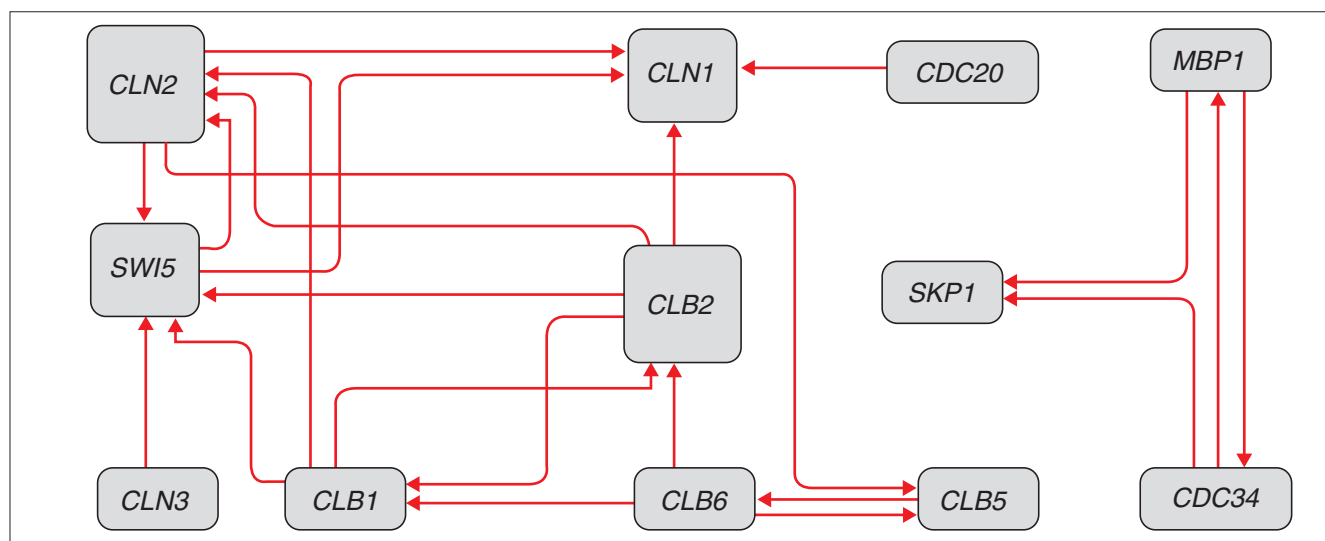 CLN2
CLN1
CDC20
MBP1
SWI5
CLB2
SKP1
CLN3
CLB1
CLB6
CLB5
CDC34